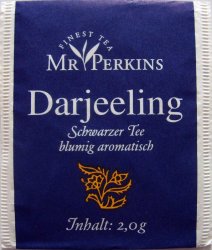 FINEST TEA
MR PERKINS
Darjeeling
Schwarzer Tee
blumig aromatisch
Inhalt: 2,0g